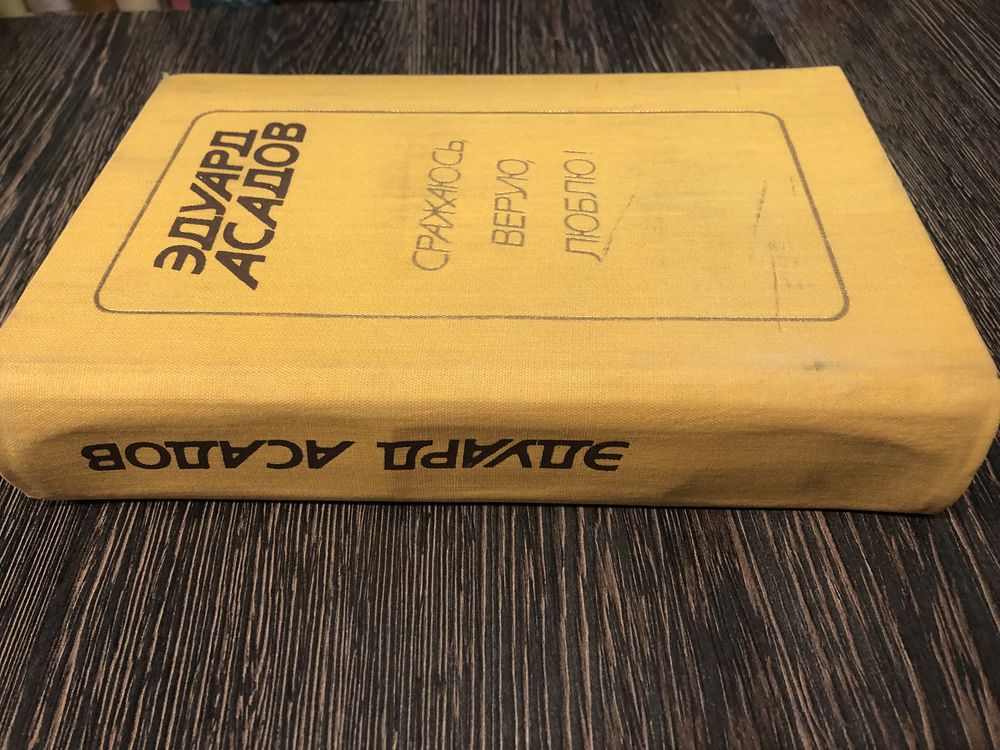 ЭДУАРД
АСАДОВ
СРАЖАЮСЬ,
ВЕРУЮ,
ЛЮБЛЮ!
ЭДУАРД АСАДОВ